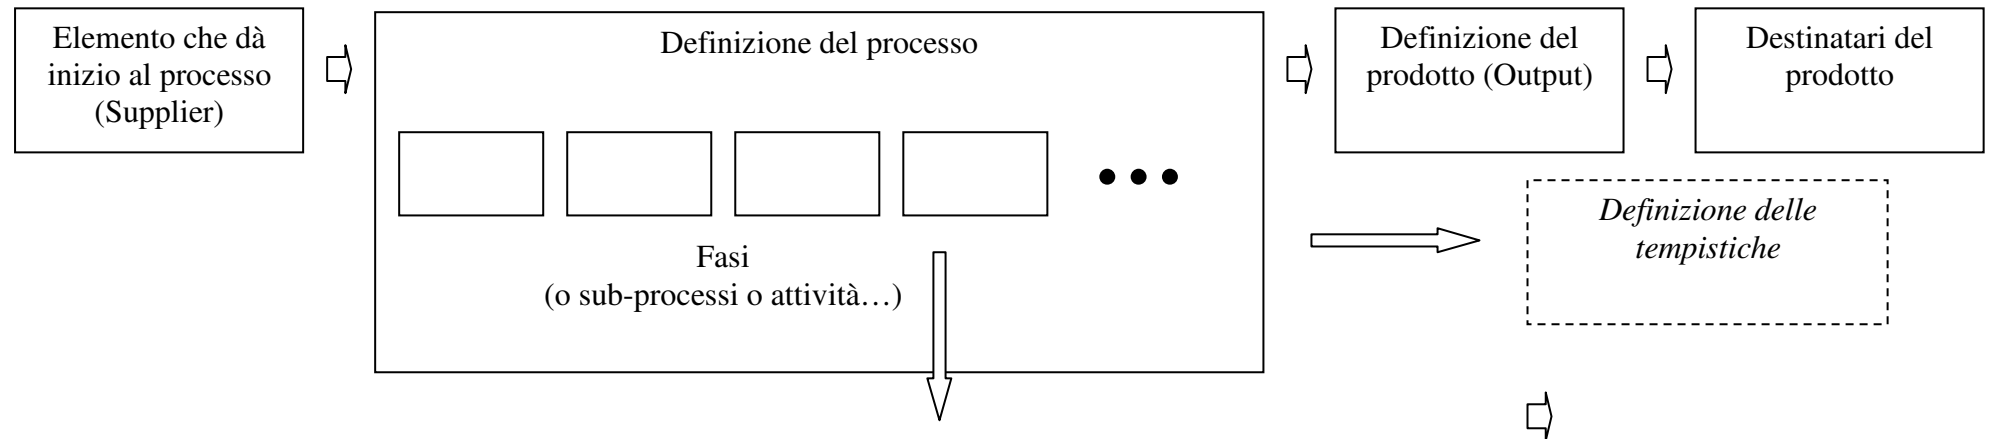 Elemento che dà
inizio al processo
(Supplier)
Definizione del processo
Fasi
(o sub-processi o attività…)
Definizione del
prodotto (Output)
Destinatari del
prodotto
Definizione delle
tempistiche